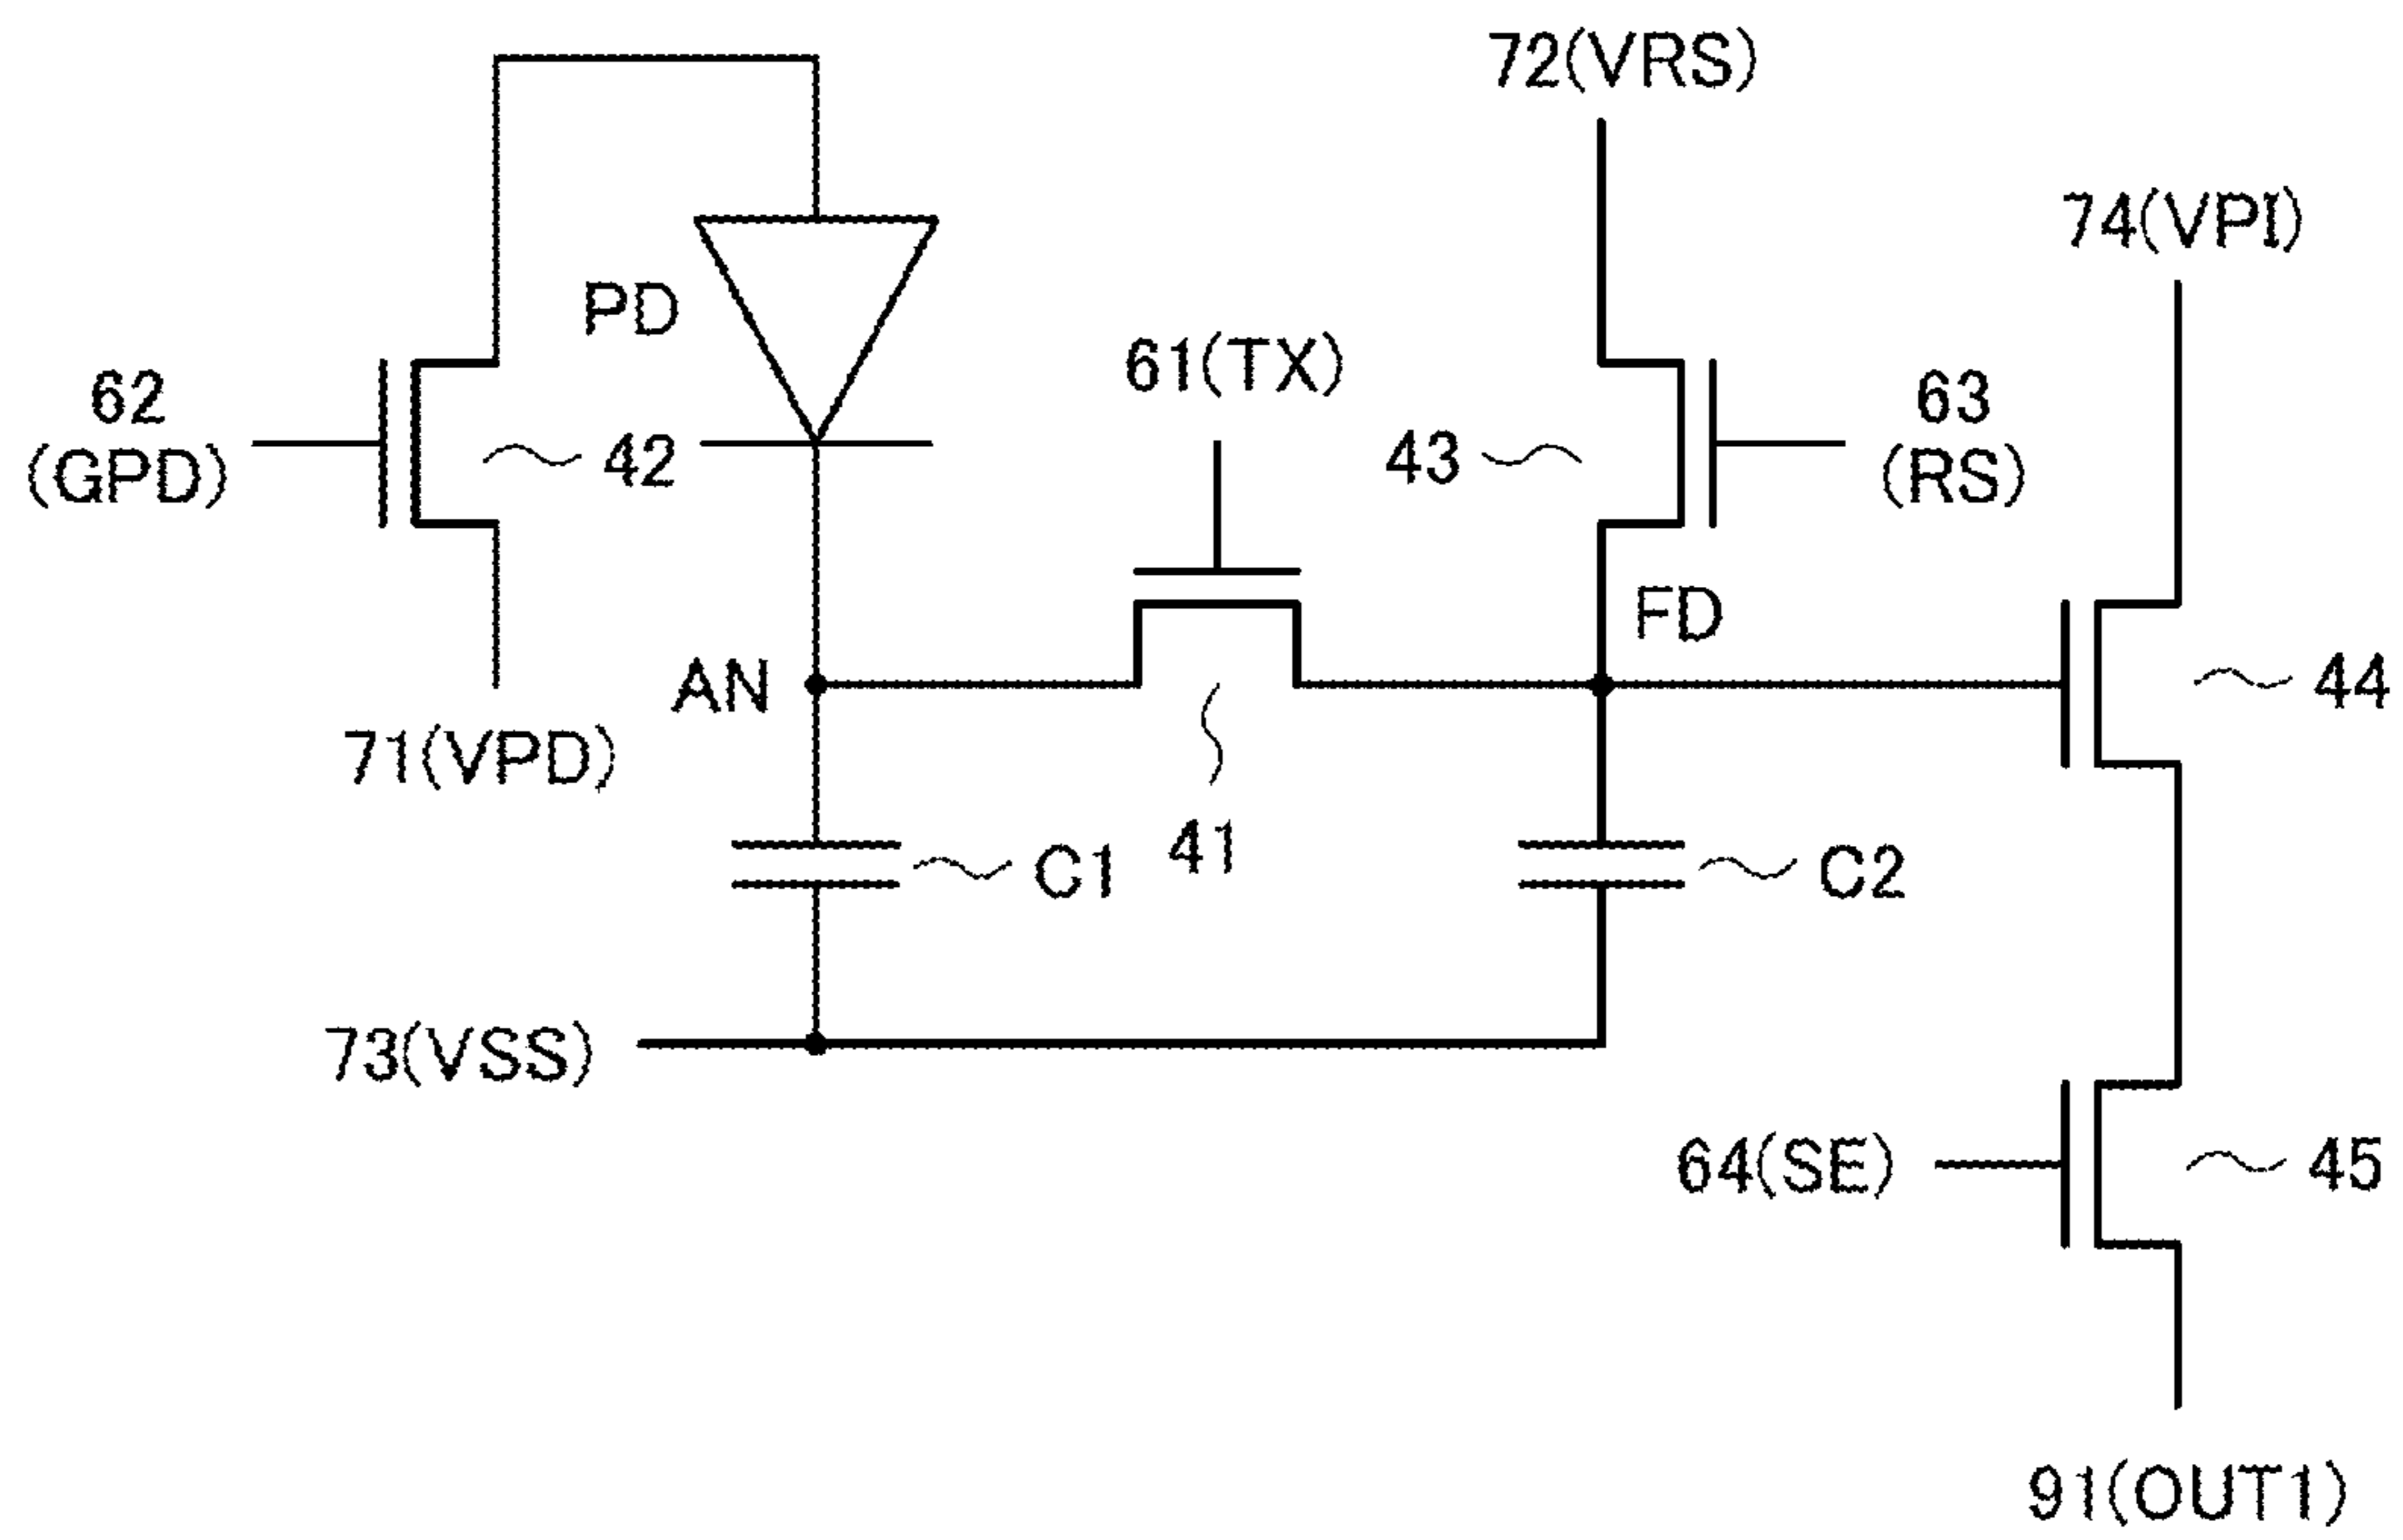 72(VRS)
74(VPI)
PD
61(TX)
62
(GPD)
42
43
63
(RS)
FD
AN
44
71(VPD)
41
C1
C2
73(VSS)
64(SE)
45
91(OUT1)